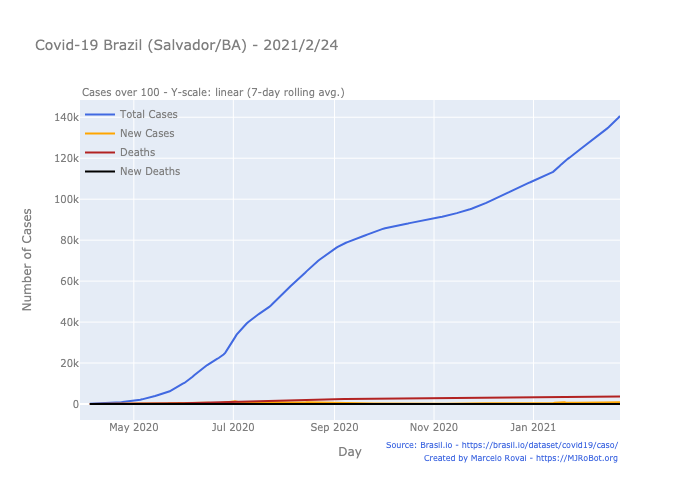 Covid-19 Brazil (Salvador/BA) - 2021/2/24
Cases over 100 - Y-scale: linear (7-day rolling avg.)
Total Cases
New Cases
Deaths
New Deaths
140k
120k
100k
80k
60k
40k
20k
0
Number of Cases
May 2020
Jul 2020
Sep 2020
Nov 2020
Jan 2021
Day
Source: Brasil.io - https://brasil.io/dataset/covid19/caso/
Created by Marcelo Rovai - https://MJRoBot.org